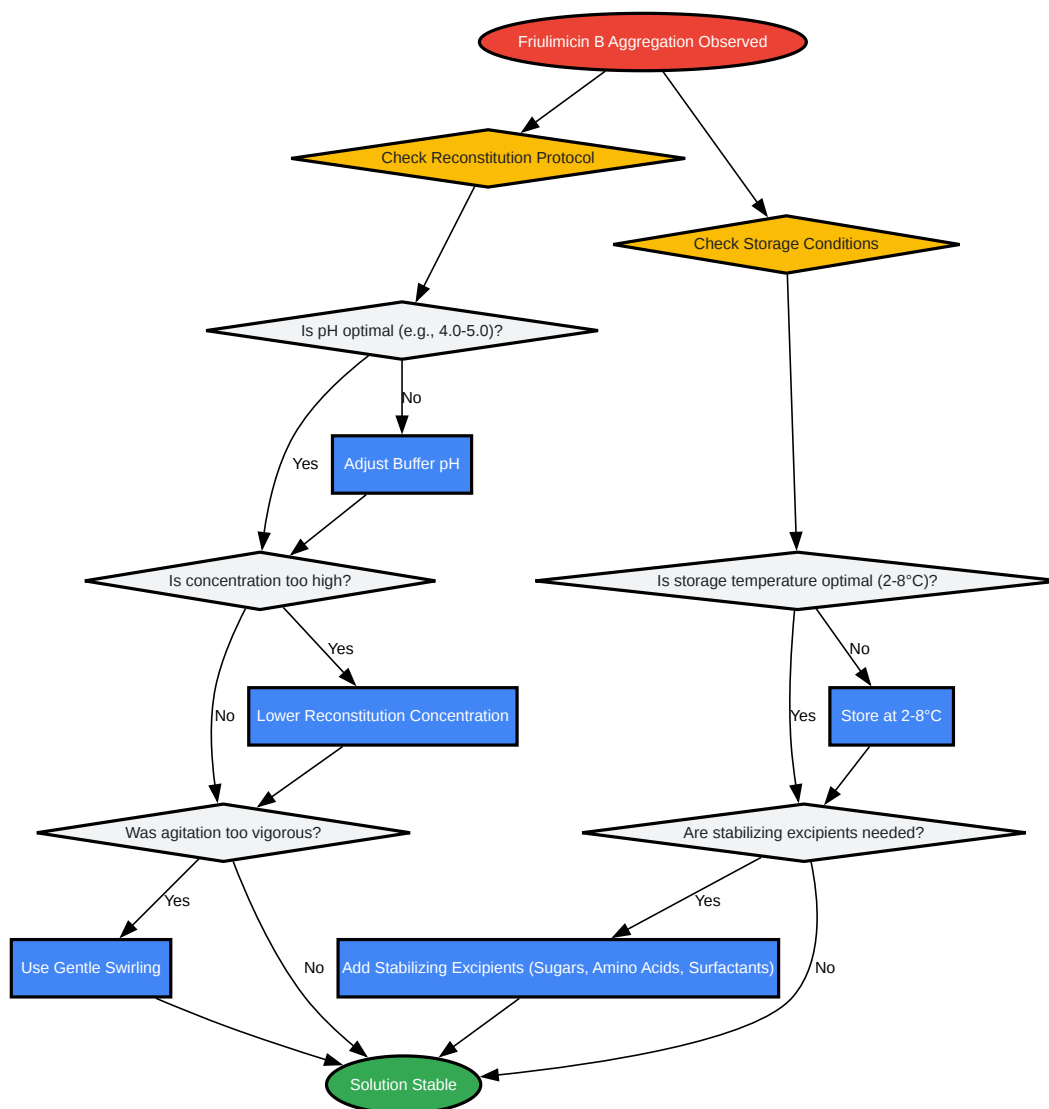 Friulimicin B Aggregation Observed
Check Reconstitution Protocol
Check Storage Conditions
Is pH optimal (e.g., 4.0-5.0)?
No
Yes
Adjust Buffer pH
Is concentration too high?
Is storage temperature optimal (2-8°C)?
Yes
No
No
Lower Reconstitution Concentration
Yes
Store at 2-8°C
Was agitation too vigorous?
Are stabilizing excipients needed?
Yes
Yes
Use Gentle Swirling
No
Add Stabilizing Excipients (Sugars, Amino Acids, Surfactants)
No
Solution Stable